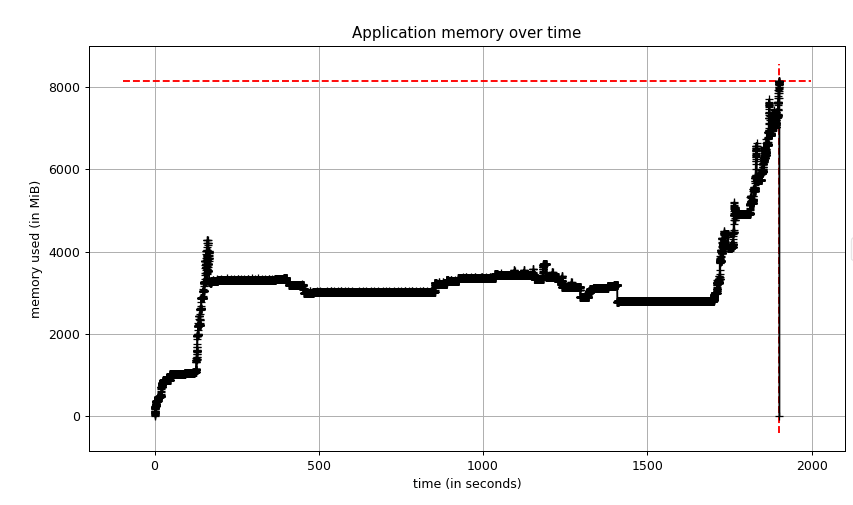 Application memory over time
memory used (in MiB)
8000
6000
4000
2000
0
0 500 1000 1500 2000
time (in seconds)